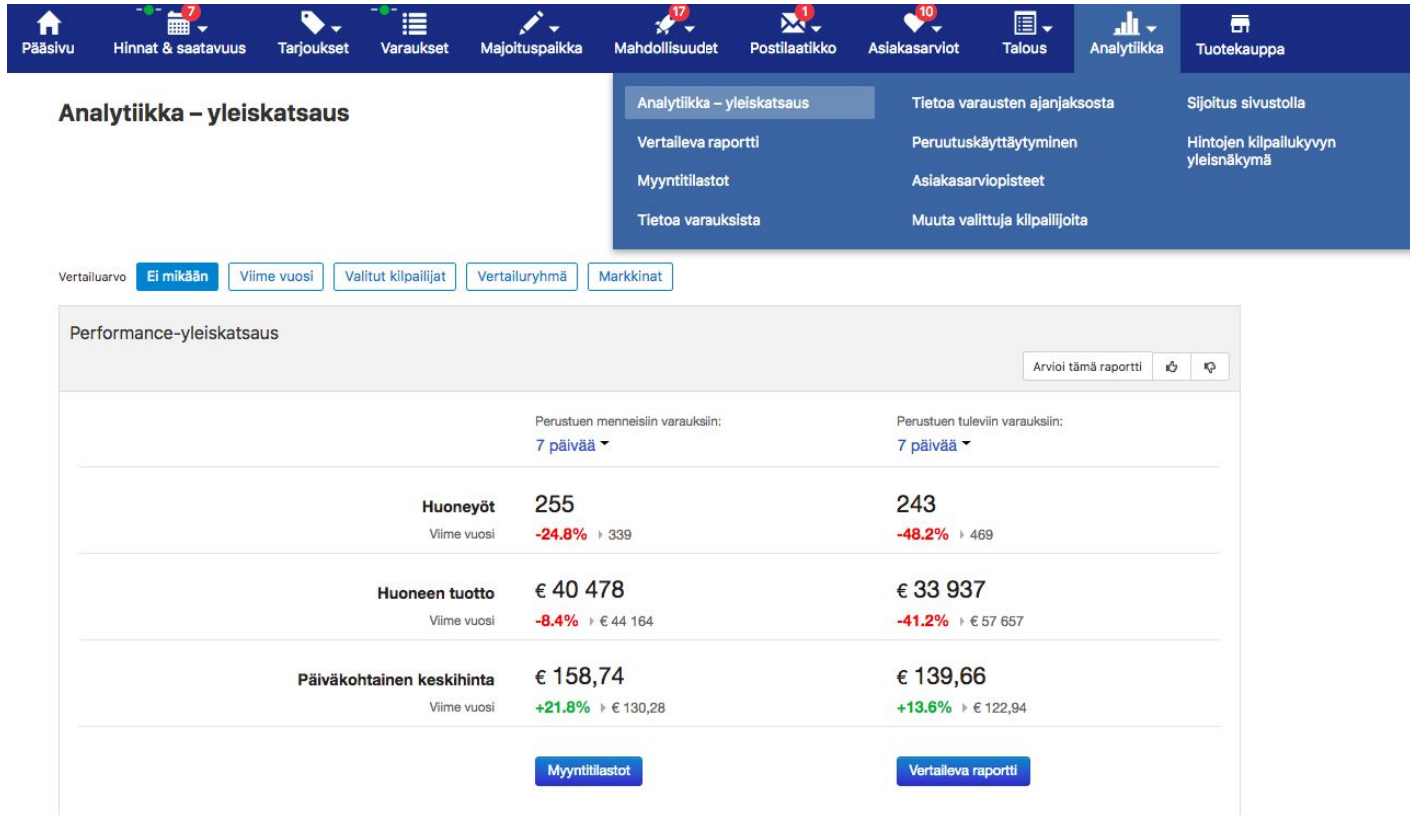 7
17
1
10
Pääsivu
Hinnat & saatavuus
Tarjoukset
Varaukset
Majoituspaikka
Mahdollisuudet
Postilaatikko
Asiakasarviot
Talous
Analytiikka
Tuotekauppa
Analytiikka – yleiskatsaus
Vertaileva raportti
Myyntitilastot
Tietoa varauksista
Tietoa varausten ajanjaksosta
Peruutuskäyttäytyminen
Asiakasarviopisteet
Muuta valittuja kilpailijoita
Sijoitus sivustolla
Hintojen kilpailukyvyn
yleisnäkymä
Analytiikka – yleiskatsaus
Vertailuarvo
Ei mikään
Viime vuosi
Valitut kilpailijat
Vertailuryhmä
Markkinat
Performance-yleiskatsaus
Arvioi tämä raportti
Perustuen menneisiin varauksiin:
Perustuen tuleviin varauksiin:
7 päivää
7 päivää
Huoneyöt 255 243
Viime vuosi -24.8% 339 -48.2% 469
Huoneen tuotto € 40 478 € 33 937
Viime vuosi -8.4% € 44 164 -41.2% € 57 657
Päiväkohtainen keskihinta € 158,74 € 139,66
Viime vuosi +21.8% € 130,28 +13.6% € 122,94
Myyntitilastot
Vertaileva raportti